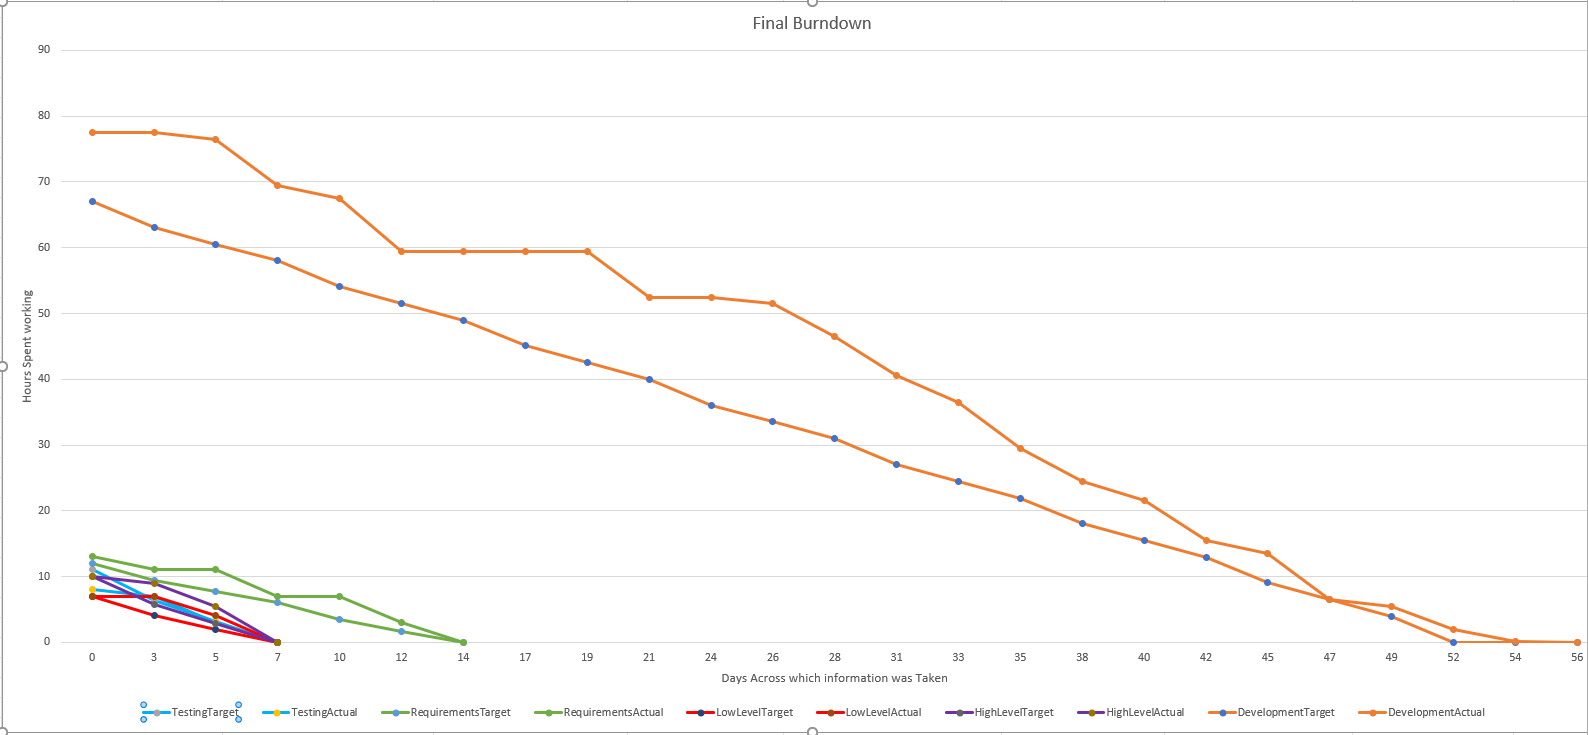 Final Burndown
90
80
70
60
50
40
30
20
10
0
Hours Spent working
0 3 5 7 10 12 14 17 19 21 24 26 28 31 33 35 38 40 42 45 47 49 52 54 56
Days Across which information was Taken
TestingTarget TestingActual RequirementsTarget RequirementsActual LowLevelTarget LowLevelActual HighLevelTarget HighLevelActual DevelopmentTarget DevelopmentActual